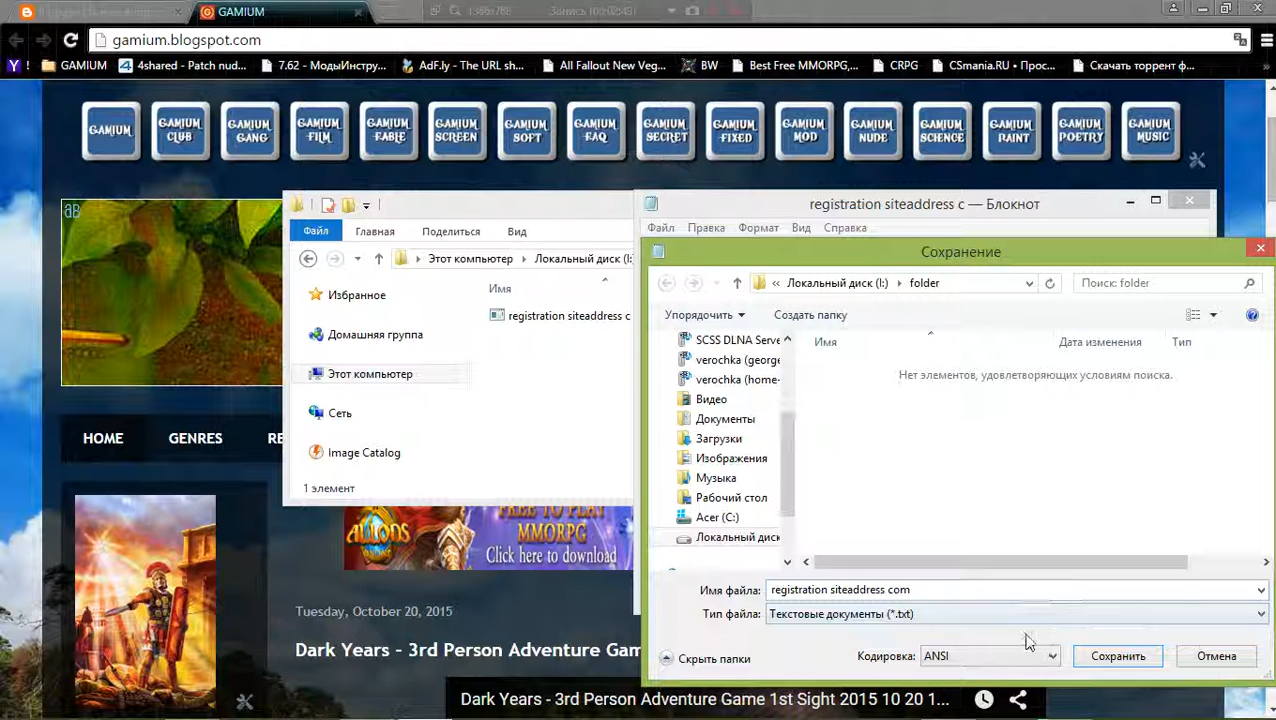 GAMIUM
1366x768
Запись [00:02:43]
gamium.blogspot.com
Y !
GAMIUM
4shared - Patch nud...
7.62 - МодыИнстру...
AdF.ly - The URL sh...
All Fallout New Veg...
BW
Best Free MMORPG,...
CRPG
CSmania.RU • Прос...
Скачать торрент ф...
»
GAMIUM
GAMIUM CLUB
GAMIUM GANG
GAMIUM FILM
GAMIUM FABLE
GAMIUM SCREEN
GAMIUM SOFT
GAMIUM FAQ
GAMIUM SECRET
GAMIUM FIXED
GAMIUM MOD
GAMIUM NUDE
GAMIUM SCIENCE
GAMIUM PAINT
GAMIUM POETRY
GAMIUM MUSIC
HOME
GENRES
RE
Файл
Главная
Поделиться
Вид
Этот компьютер
Локальный диск (I:)
Имя
registration siteaddress c
Избранное
Домашняя группа
Этот компьютер
Сеть
Image Catalog
1 элемент
registration siteaddress c — Блокнот
Файл
Правка
Формат
Вид
Справка
Сохранение
«
Локальный диск (I:)
folder
Поиск: folder
Упорядочить
Создать папку
SCSS DLNA Serve
verochka (george
verochka (home-
Видео
Документы
Загрузки
Изображения
Музыка
Рабочий стол
Acer (C:)
Локальный диск
Имя
Дата изменения
Тип
Нет элементов, удовлетворяющих условиям поиска.
Имя файла:
registration siteaddress com
Тип файла:
Текстовые документы (*.txt)
Скрыть папки
Кодировка:
ANSI
Сохранить
Отмена
ALLODS ONLINE
FREE TO PLAY
MMORPG
Click here to download
Tuesday, October 20, 2015
Dark Years - 3rd Person Adventure Gam
Dark Years - 3rd Person Adventure Game 1st Sight 2015 10 20 1...